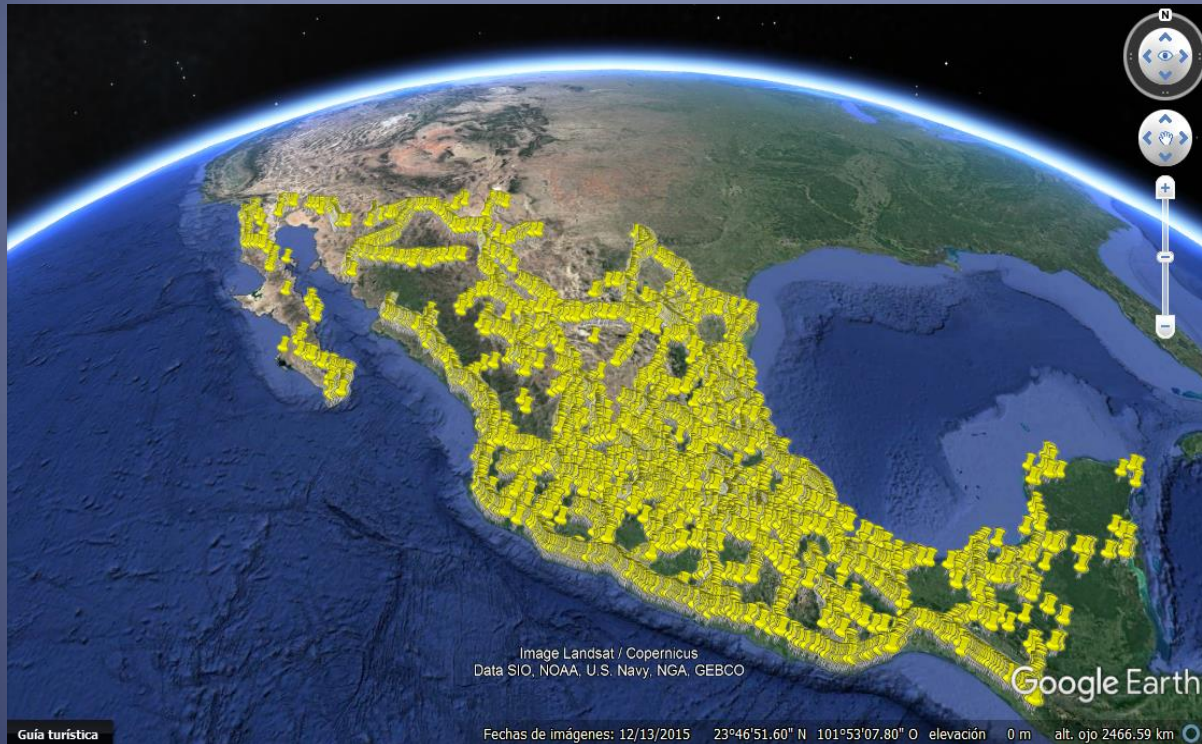 N
Image Landsat / Copernicus
Data SIO, NOAA, U.S. Navy, NGA, GEBCO
Google Earth
Guía turística
Fechas de imágenes: 12/13/2015 23°46'51.60" N 101°53'07.80" O elevación 0 m alt. ojo 2466.59 km